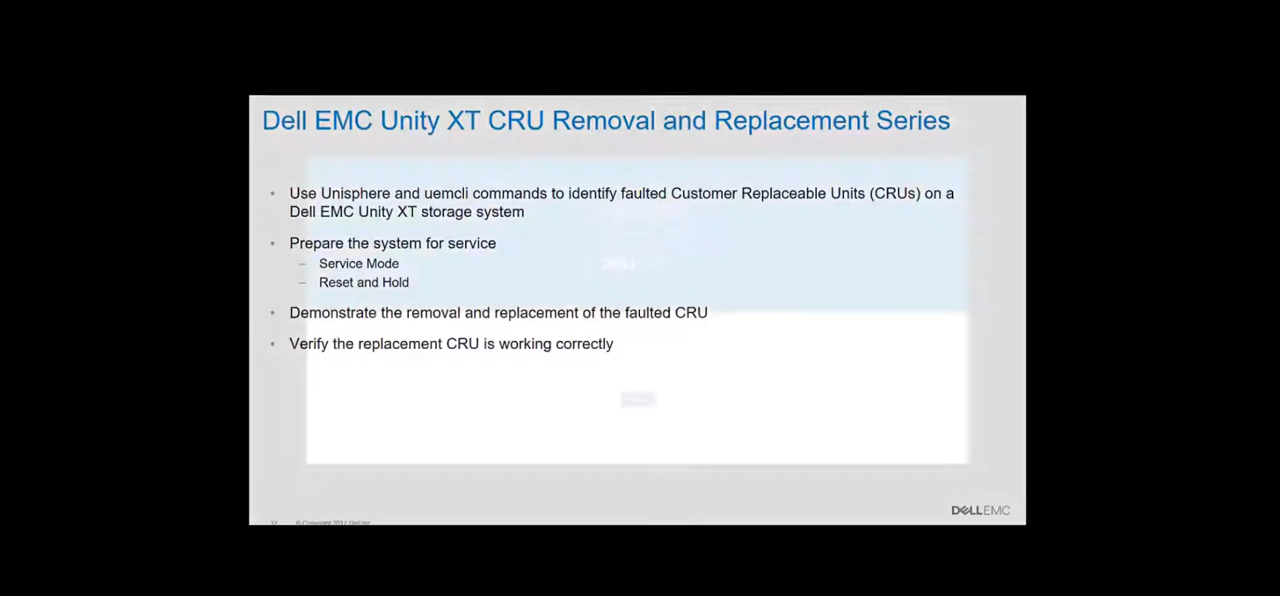 Dell EMC Unity XT CRU Removal and Replacement Series
• Use Unisphere and uemcli commands to identify faulted Customer Replaceable Units (CRUs) on a
Dell EMC Unity XT storage system
• Prepare the system for service
– Service Mode
– Reset and Hold
• Demonstrate the removal and replacement of the faulted CRU
• Verify the replacement CRU is working correctly
DELLEMC